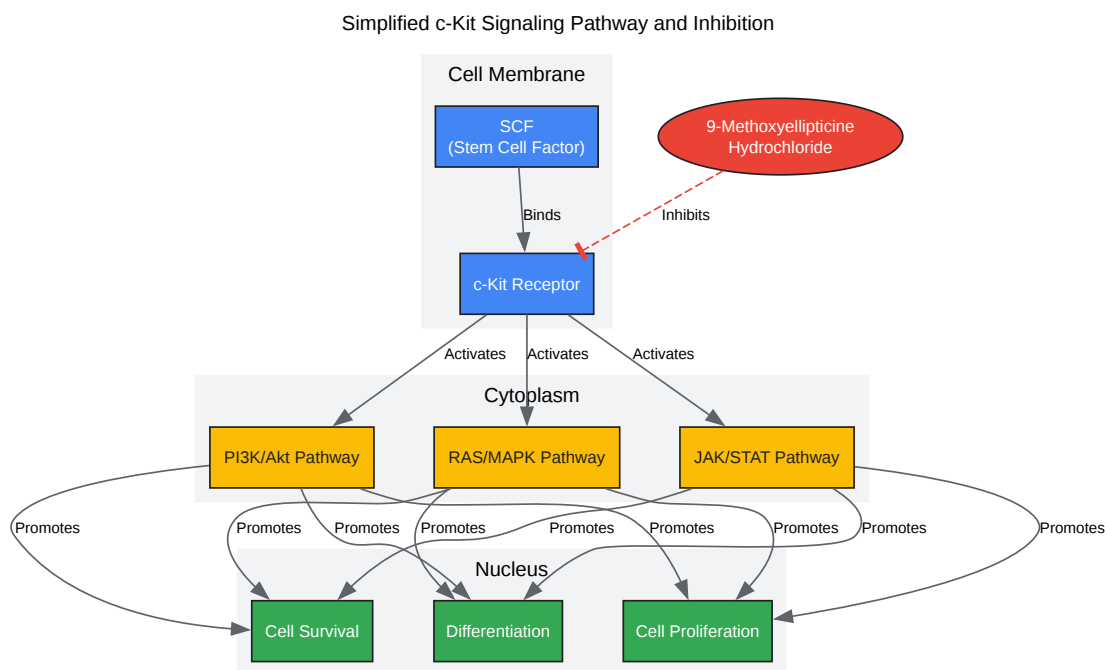 Simplified c-Kit Signaling Pathway and Inhibition
Cell Membrane
SCF
(Stem Cell Factor)
9-Methoxyellipticine
Hydrochloride
Binds
Inhibits
c-Kit Receptor
Activates
Activates
Activates
Cytoplasm
PI3K/Akt Pathway
RAS/MAPK Pathway
JAK/STAT Pathway
Promotes
Promotes
Promotes
Promotes
Promotes
Promotes
Promotes
Promotes
Promotes
Nucleus
Cell Survival
Differentiation
Cell Proliferation